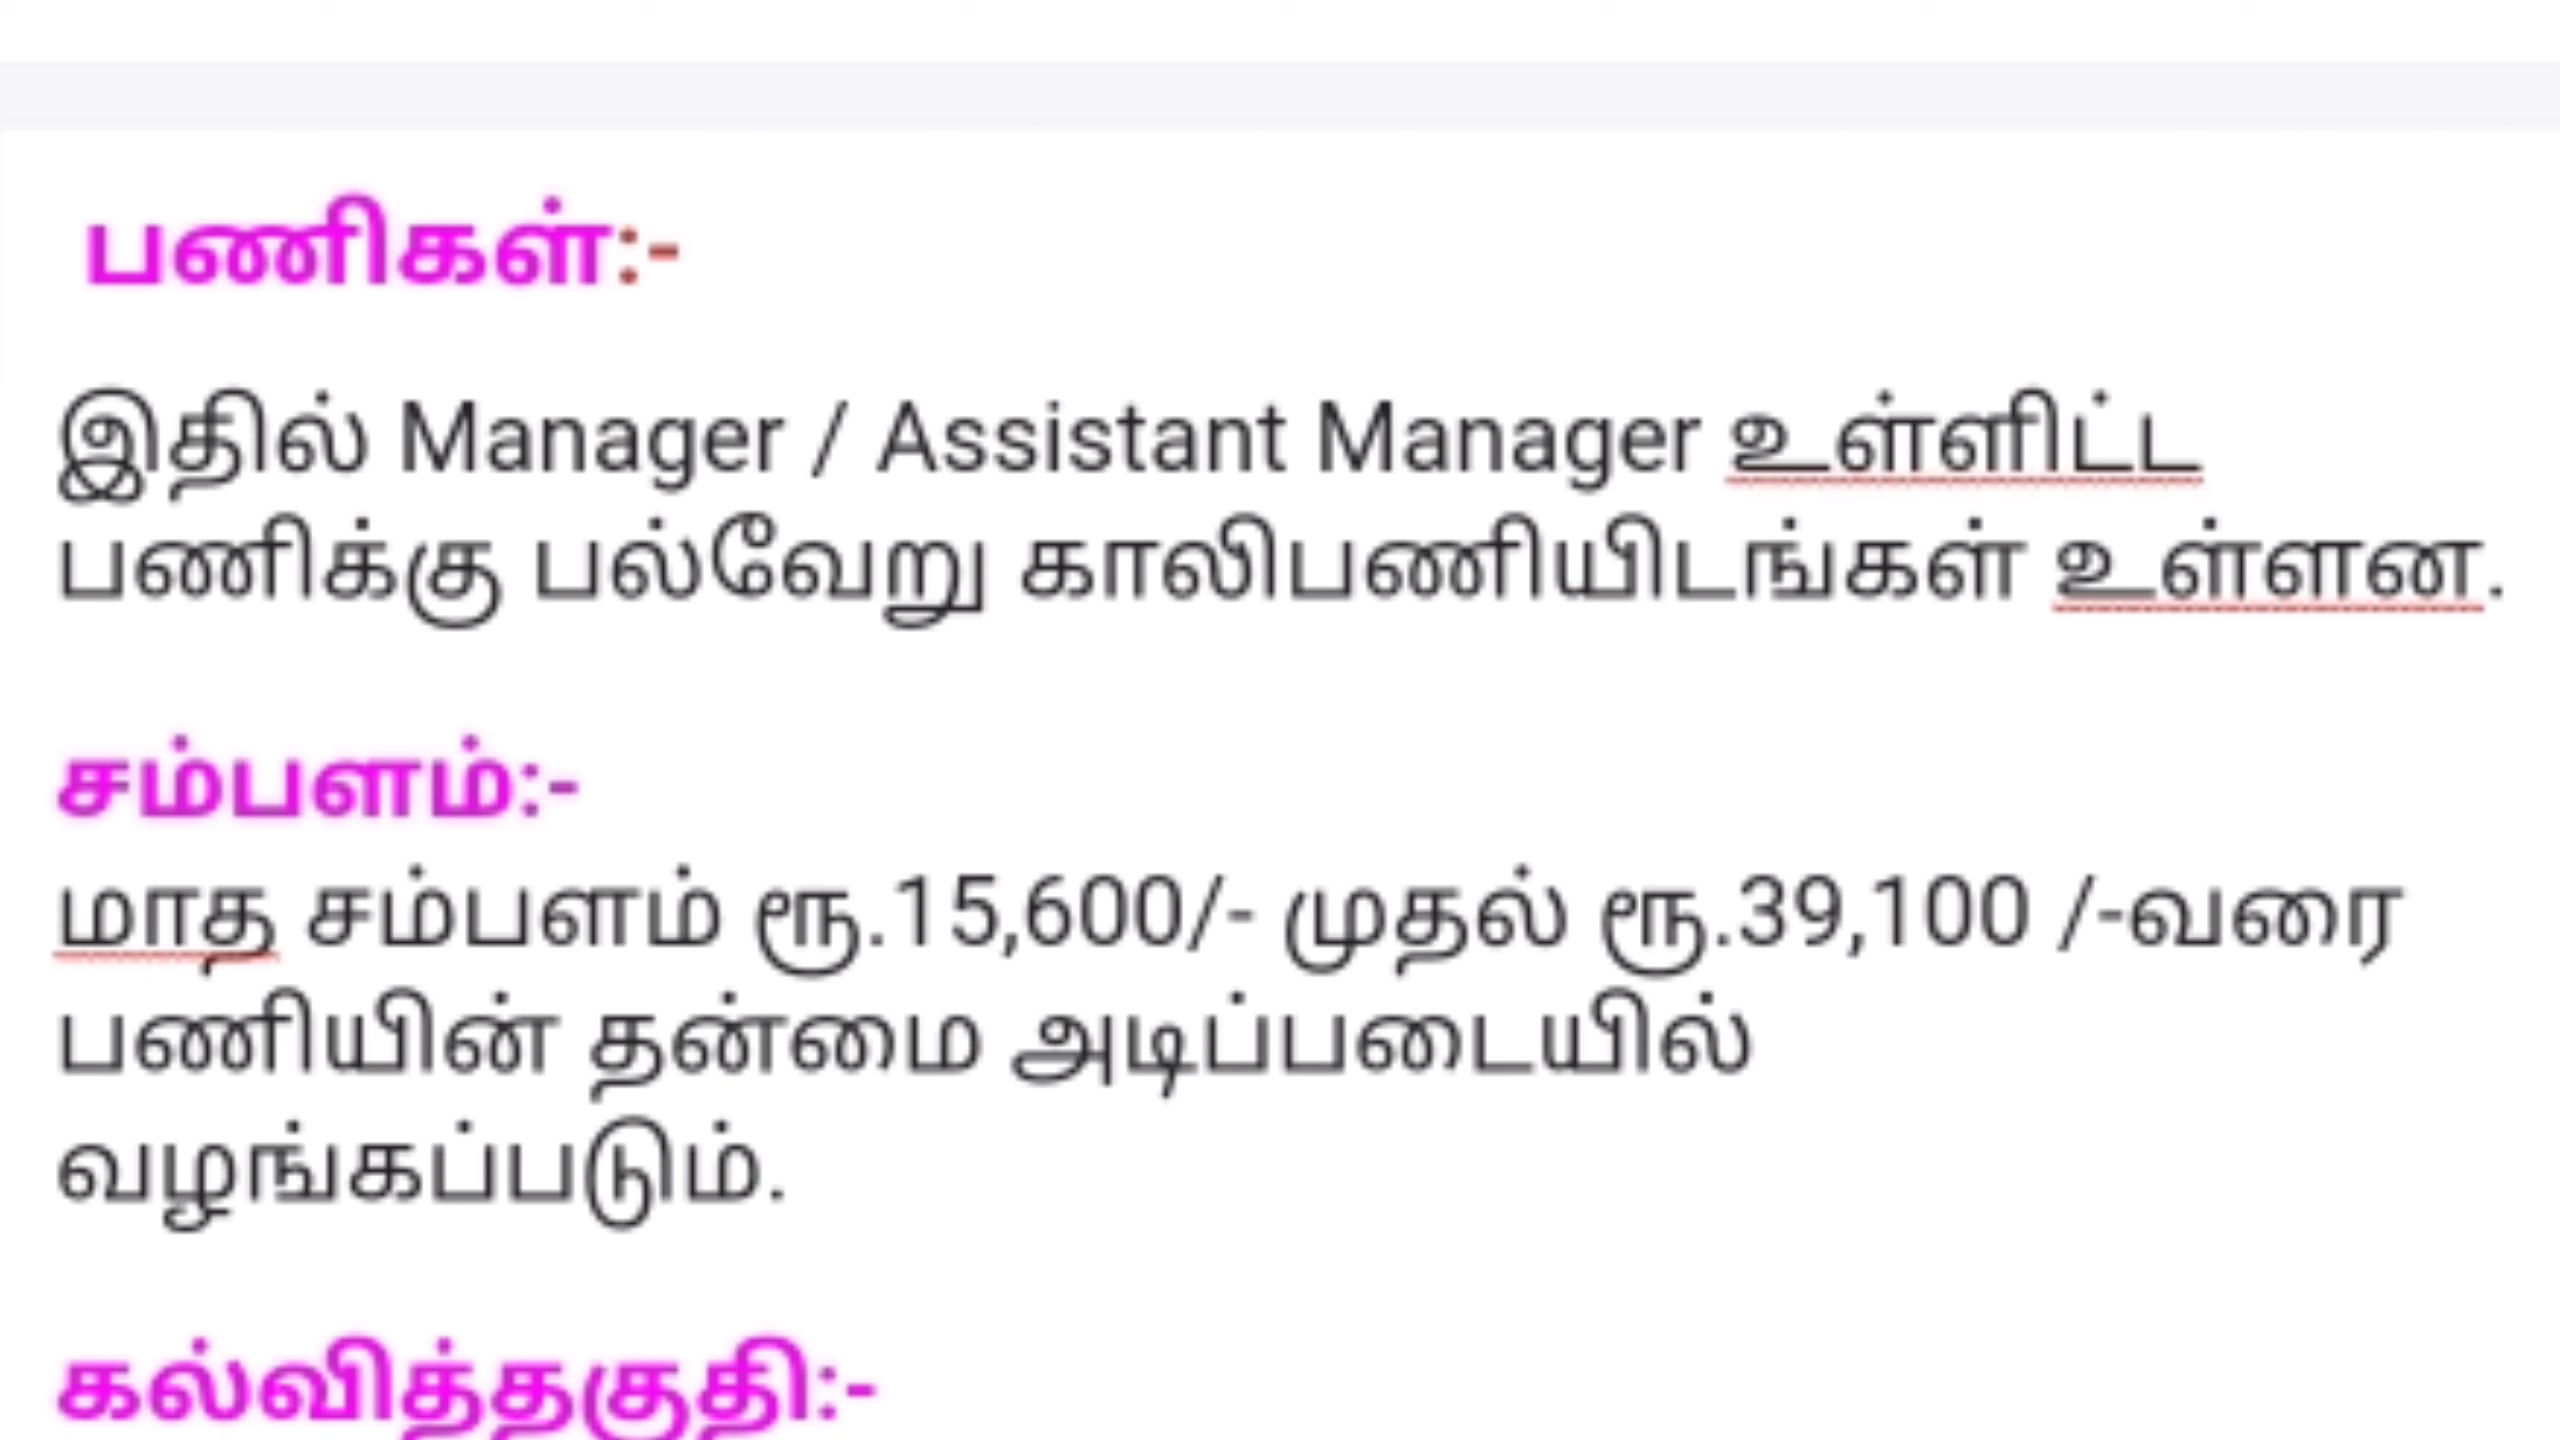 பணிகள்:-
இதில் Manager / Assistant Manager உள்ளிட்ட
பணிக்கு பல்வேறு காலிபணியிடங்கள் உள்ளன.
சம்பளம்:-
மாத சம்பளம் ரூ.15,600/- முதல் ரூ.39,100 /-வரை
பணியின் தன்மை அடிப்படையில்
வழங்கப்படும்.
கல்வித்தகுதி:-